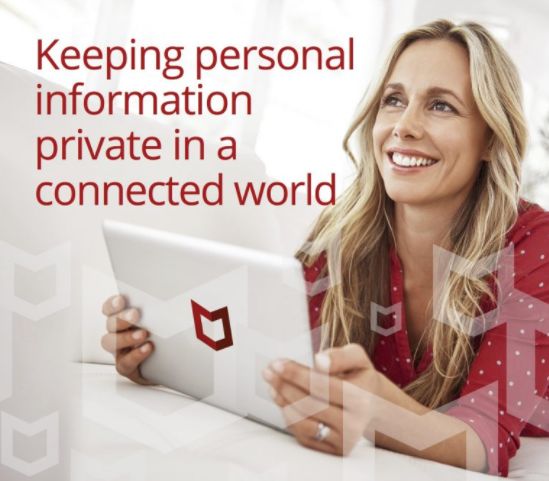 Keeping personal
information
private in a
connected world